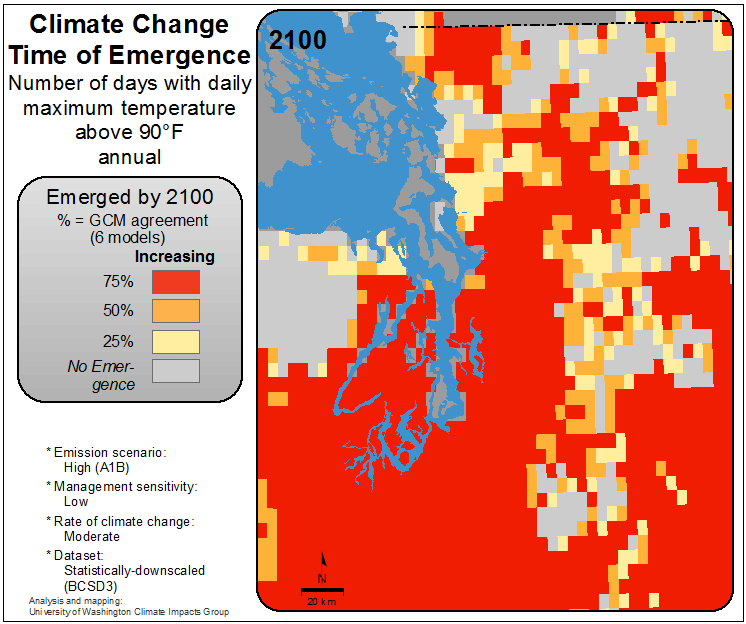 Climate Change
Time of Emergence
Number of days with daily
maximum temperature
above 90°F
annual
Emerged by 2100
% = GCM agreement
(6 models)
Increasing
75%
50%
25%
No Emer-
gence
* Emission scenario:
High (A1B)
* Management sensitivity:
Low
* Rate of climate change:
Moderate
* Dataset:
Statistically-downscaled
(BCSD3)
Analysis and mapping:
University of Washington Climate Impacts Group
2100
N
20 km